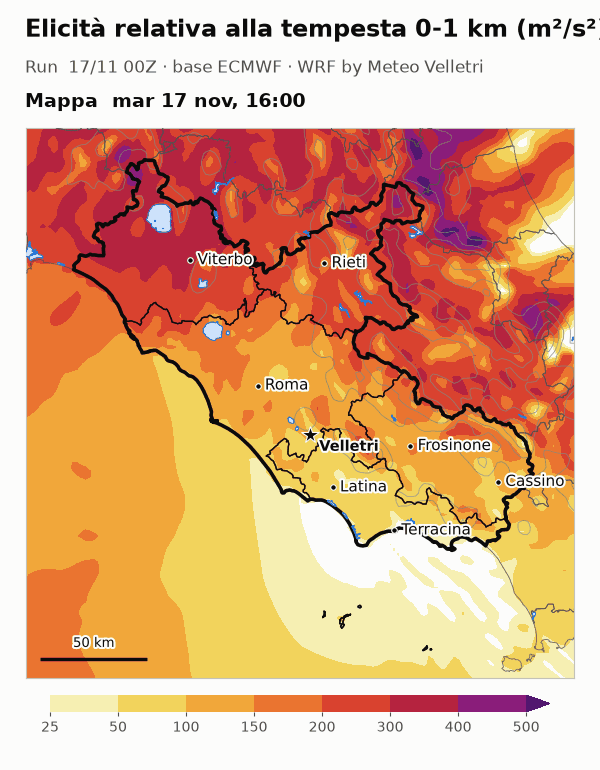 Elicità relativa alla tempesta 0-1 km (m²/s²)
Run 17/11 00Z · base ECMWF · WRF by Meteo Velletri
Mappa mar 17 nov, 16:00
Viterbo
Rieti
Roma
Velletri
Frosinone
Cassino
Latina
Terracina
50 km
25 50 100 150 200 300 400 500